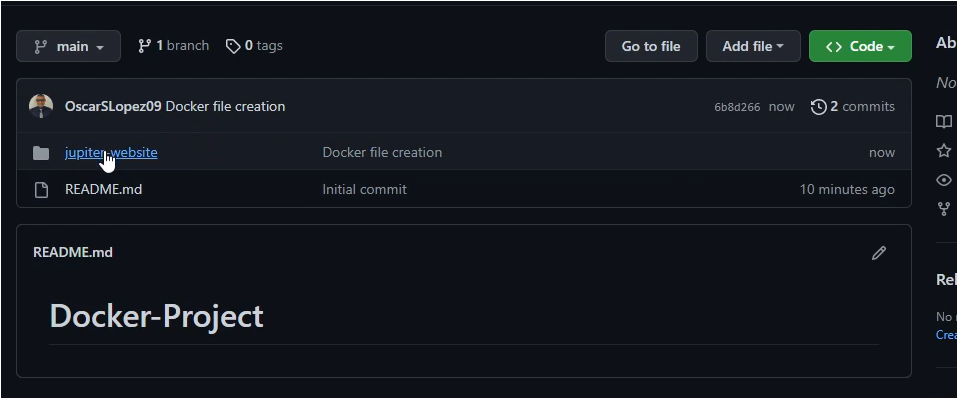 main 1 branch 0 tags Go to file Add file <> Code Ab
OscarSLopez09 Docker file creation 6b8d266 now 2 commits No
jupiter-website Docker file creation now
README.md Initial commit 10 minutes ago
README.md
Docker-Project
Rel
No
Crea